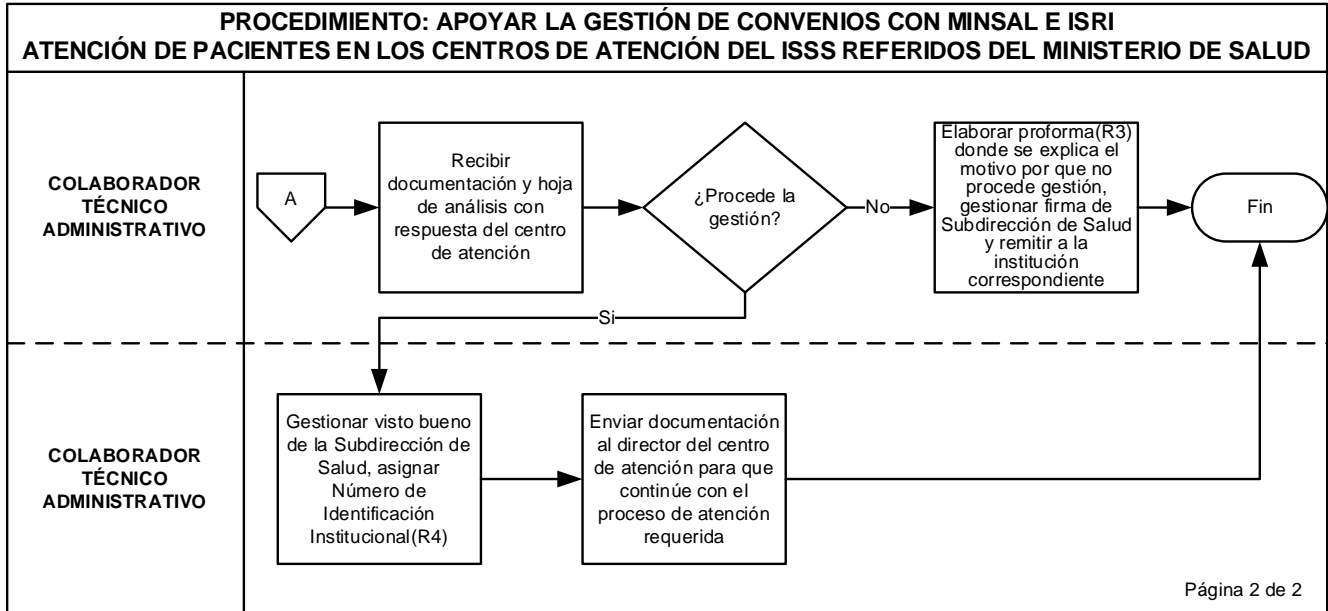 PROCEDIMIENTO: APOYAR LA GESTIÓN DE CONVENIOS CON MINSAL E ISRI
ATENCIÓN DE PACIENTES EN LOS CENTROS DE ATENCIÓN DEL ISSS REFERIDOS DEL MINISTERIO DE SALUD
COLABORADOR
TÉCNICO
ADMINISTRATIVO
A
Recibir
documentación y hoja
de análisis con
respuesta del centro
de atención
¿Procede la
gestión?
No
Elaborar proforma(R3)
donde se explica el
motivo por que no
procede gestión,
gestionar firma de
Subdirección de Salud
y remitir a la
institución
correspondiente
Fin
Si
COLABORADOR
TÉCNICO
ADMINISTRATIVO
Gestionar visto bueno
de la Subdirección de
Salud, asignar
Número de
Identificación
Institucional(R4)
Enviar documentación
al director del centro
de atención para que
continúe con el
proceso de atención
requerida
Página 2 de 2